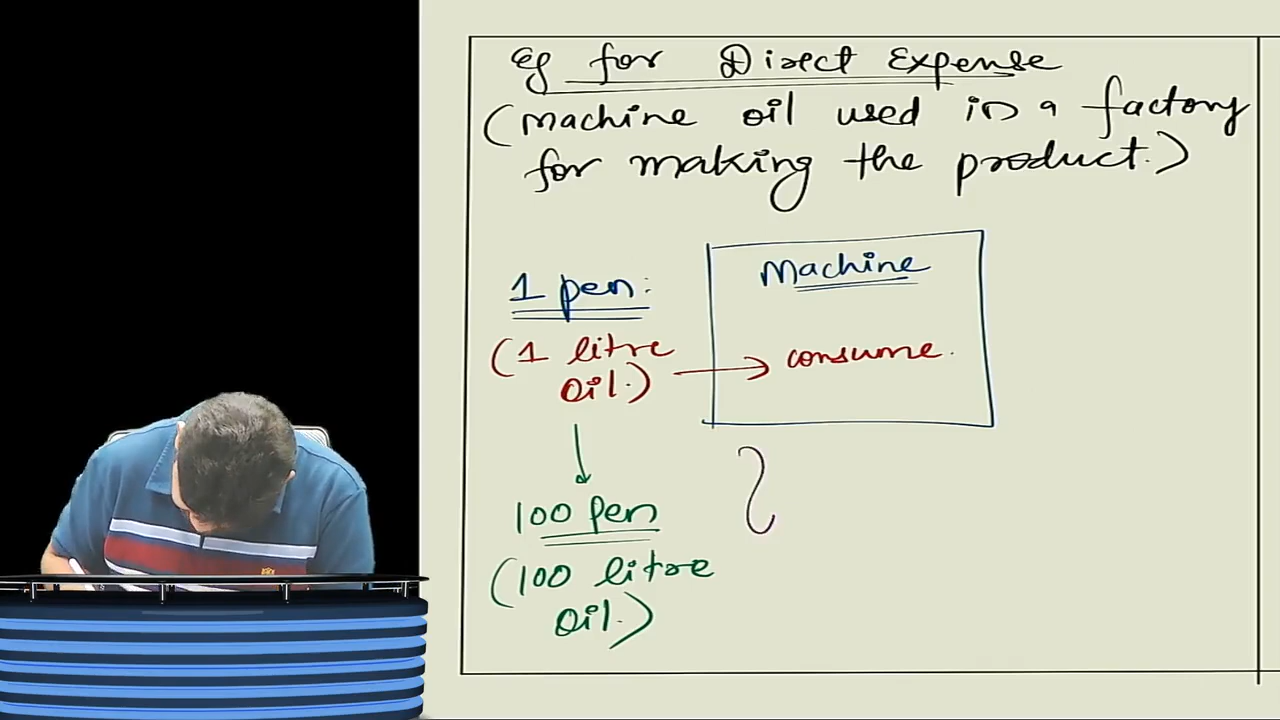 Eg for Direct Expense
(Machine oil used in a factory
for making the product.)
1 pen:
Machine
(1 litre
oil.)
consume.
100 Pen
(100 litre
oil.)